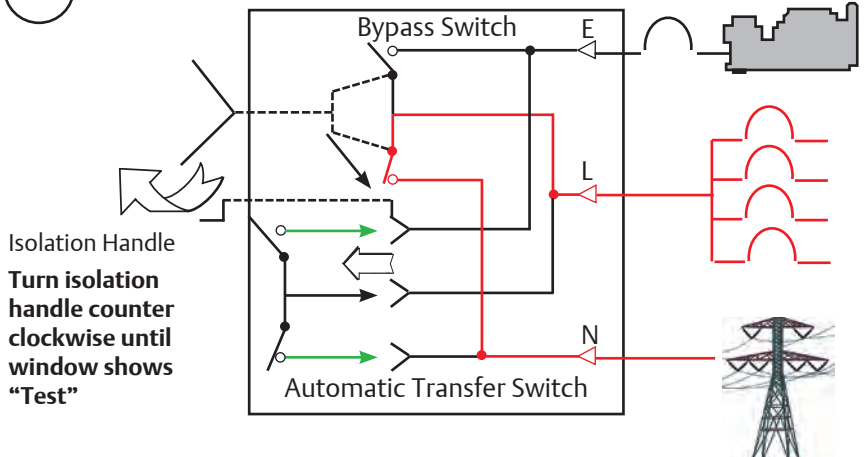 Bypass Switch
E
L
Isolation Handle
Turn isolation
handle counter
clockwise until
window shows
“Test”
N
Automatic Transfer Switch